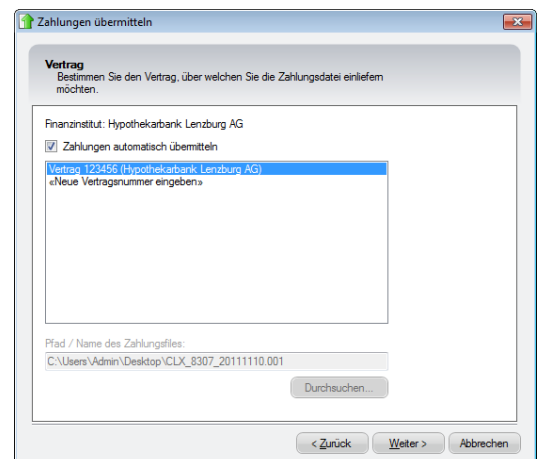 Zahlungen übermitteln
Vertrag
Bestimmen Sie den Vertrag, über welchen Sie die Zahlungsdatei einliefern
möchten.
Finanzinstitut: Hypothekarbank Lenzburg AG
Zahlungen automatisch übermitteln
Vertrag 123456 (Hypothekarbank Lenzburg AG)
«Neue Vertragsnummer eingeben»
Pfad / Name des Zahlungsfiles:
C:\Users\Admin\Desktop\CLX_8307_20111110.001
Durchsuchen...
< Zurück Weiter > Abbrechen